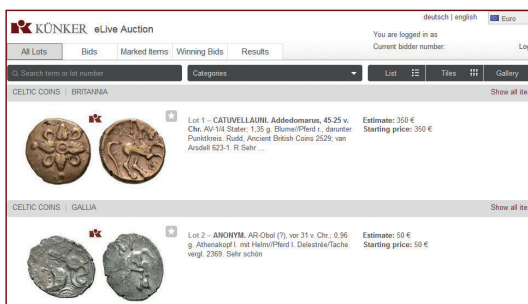 deutsch | english
Euro
KÜNKER eLive Auction
You are logged in as
Current bidder number:
Log
All Lots
Bids
Marked Items
Winning Bids
Results
Search term or lot number
Categories
List
Tiles
Gallery
CELTIC COINS | BRITANNIA
Show all ite
Lot 1 – CATUVELLAUNI. Addedomarus, 45-25 v.
Chr. AV-1/4 Stater; 1,35 g. Blume//Pferd r., darunter
Punktkreis. Rudd, Ancient British Coins 2529; van
Arsdell 623-1. R Sehr ...
Estimate: 350 €
Starting price: 350 €
CELTIC COINS | GALLIA
Show all ite
Lot 2 – ANONYM. AR-Obol (?), vor 31 v. Chr.; 0,96
g. Athenakopf l. mit Helm//Pferd l. Delestrée/Tache
vergl. 2369. Sehr schön
Estimate: 50 €
Starting price: 50 €